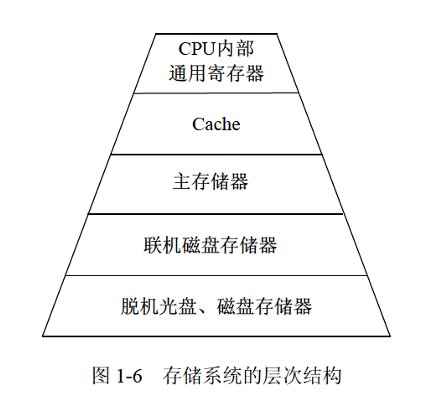 CPU内部
通用寄存器
Cache
主存储器
联机磁盘存储器
脱机光盘、磁盘存储器
图 1-6 存储系统的层次结构